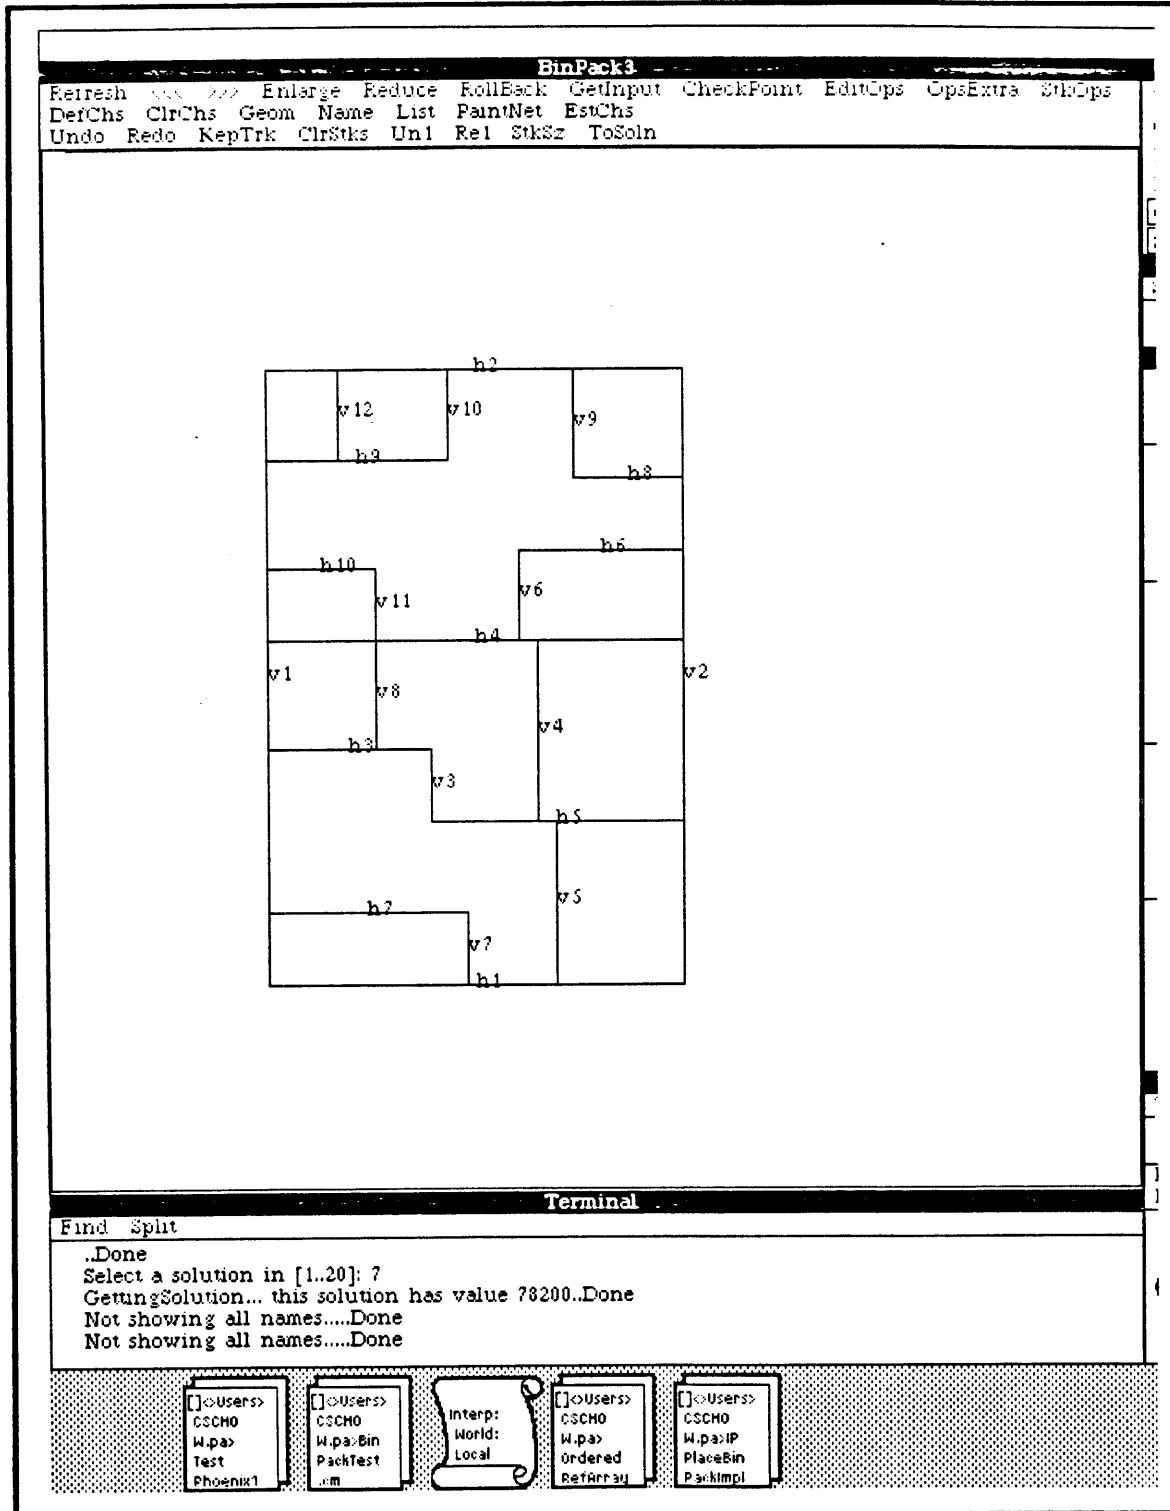 BinPack3
Refresh <<< >>> Enlarge Reduce RollBack GetInput CheckPoint EditOps OpsExtra StkOps
DefChs ClrChs Geom Name List PaintNet EstChs
Undo Redo KepTrk ClrStks Un1 Re1 StkSz ToSoln
h2
v12
v10
v9
h9
h8
h6
h10
v6
v11
h4
v1
v2
v8
v4
h3
v3
h5
v5
h7
v7
h1
Terminal
Find Split
..Done
Select a solution in [1..20]: 7
GettingSolution... this solution has value 78200..Done
Not showing all names.....Done
Not showing all names.....Done
[]<>Users>
CSCHO
W.pa>
Test
Phoenix1
[]<>Users>
CSCHO
W.pa>Bin
PackTest
.cm
Interp:
World:
Local
[]<>Users>
CSCHO
W.pa>
Ordered
RefArray
[]<>Users>
CSCHO
W.pa>IP
PlaceBin
PackImpl